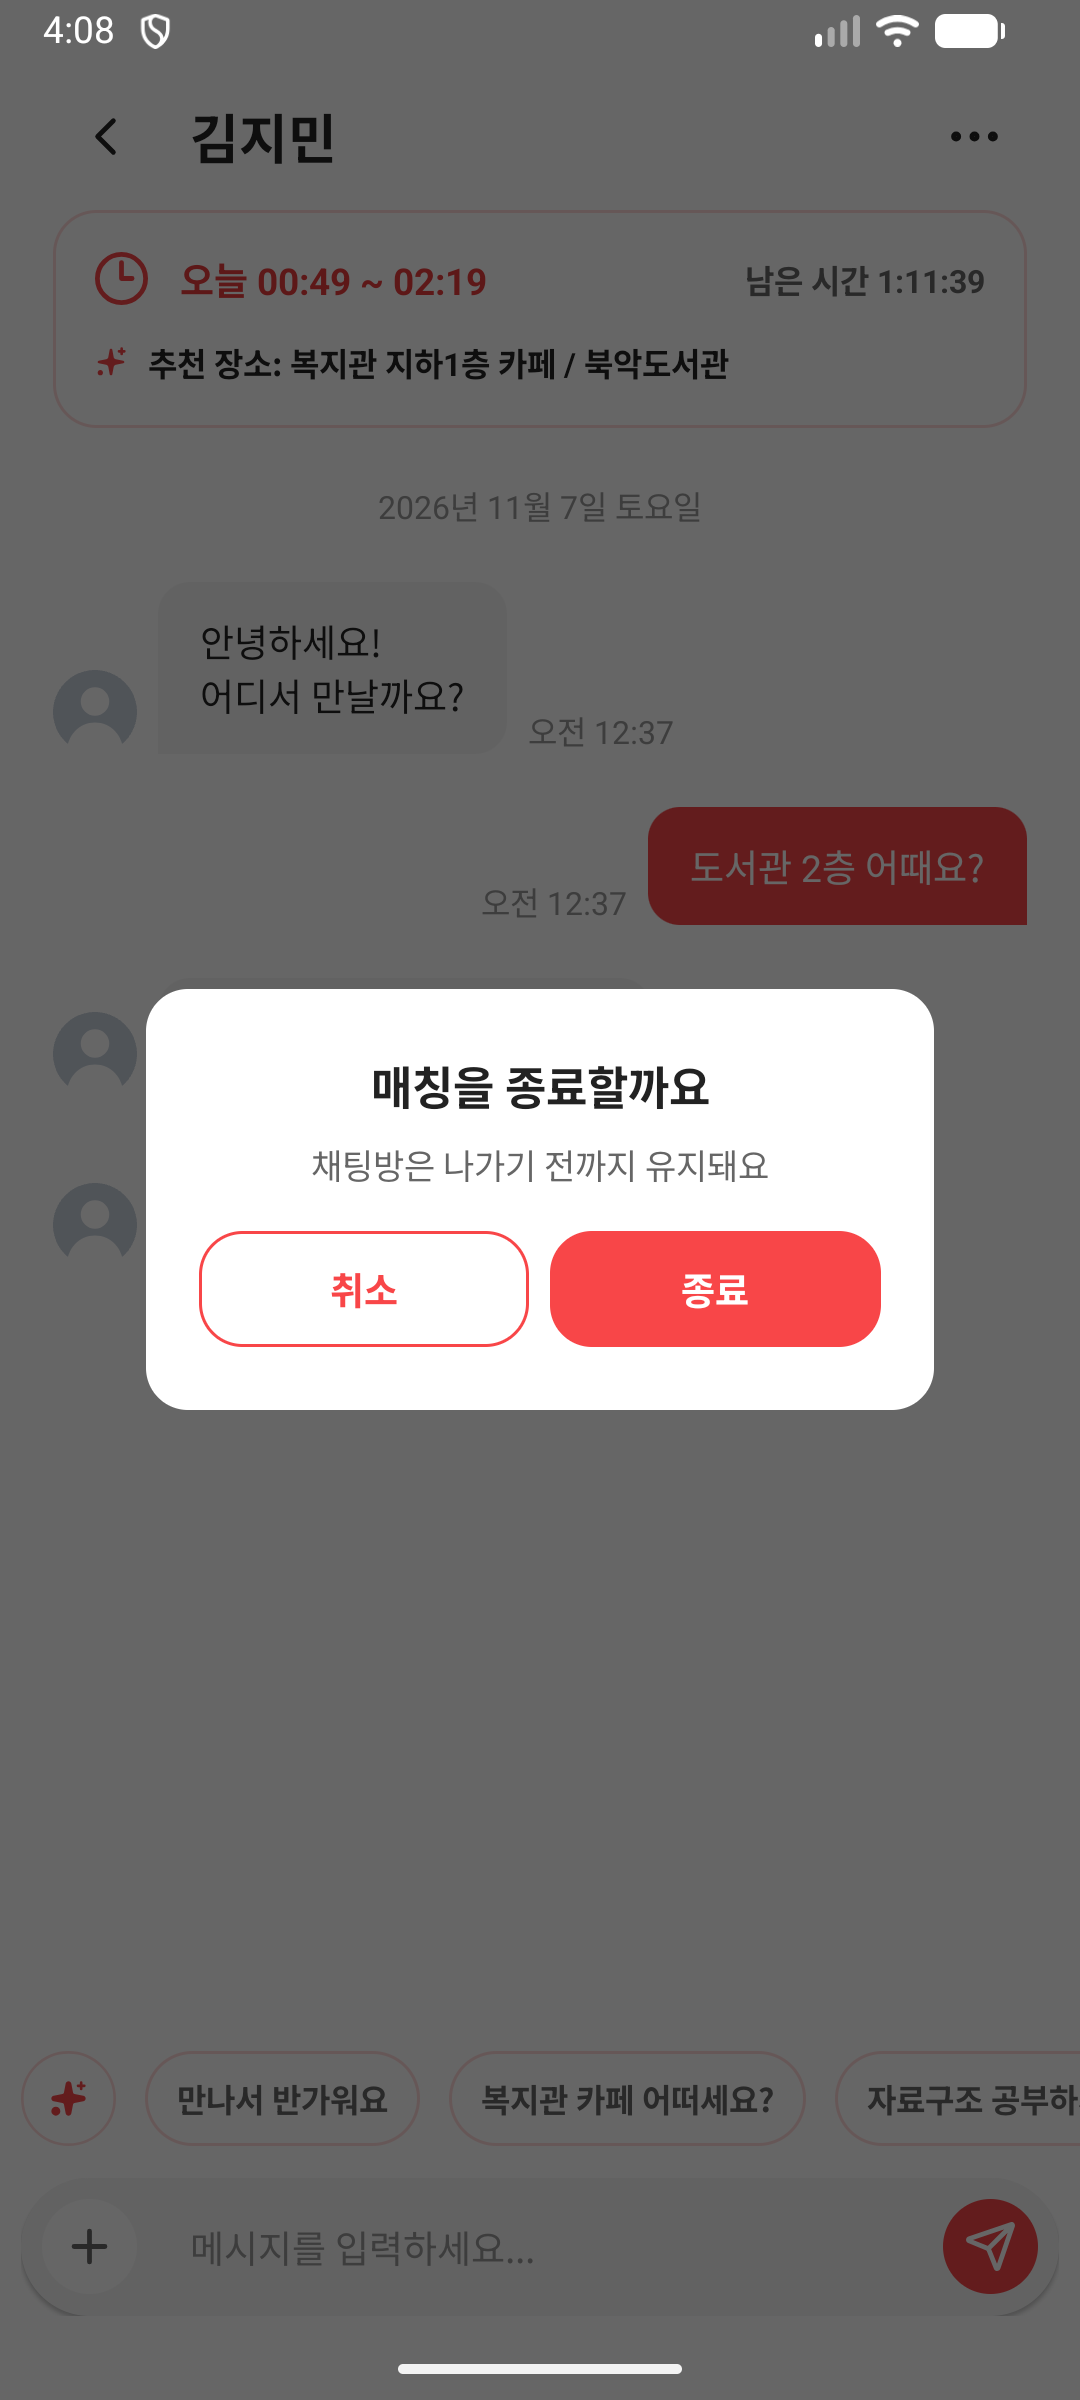 4:08
김지민
오늘 00:49 ~ 02:19
남은 시간 1:11:39
추천 장소: 복지관 지하1층 카페 / 북악도서관
2026년 11월 7일 토요일
안녕하세요!
어디서 만날까요?
오전 12:37
도서관 2층 어때요?
오전 12:37
매칭을 종료할까요
채팅방은 나가기 전까지 유지돼요
취소
종료
만나서 반가워요
복지관 카페 어떠세요?
자료구조 공부하
메시지를 입력하세요...